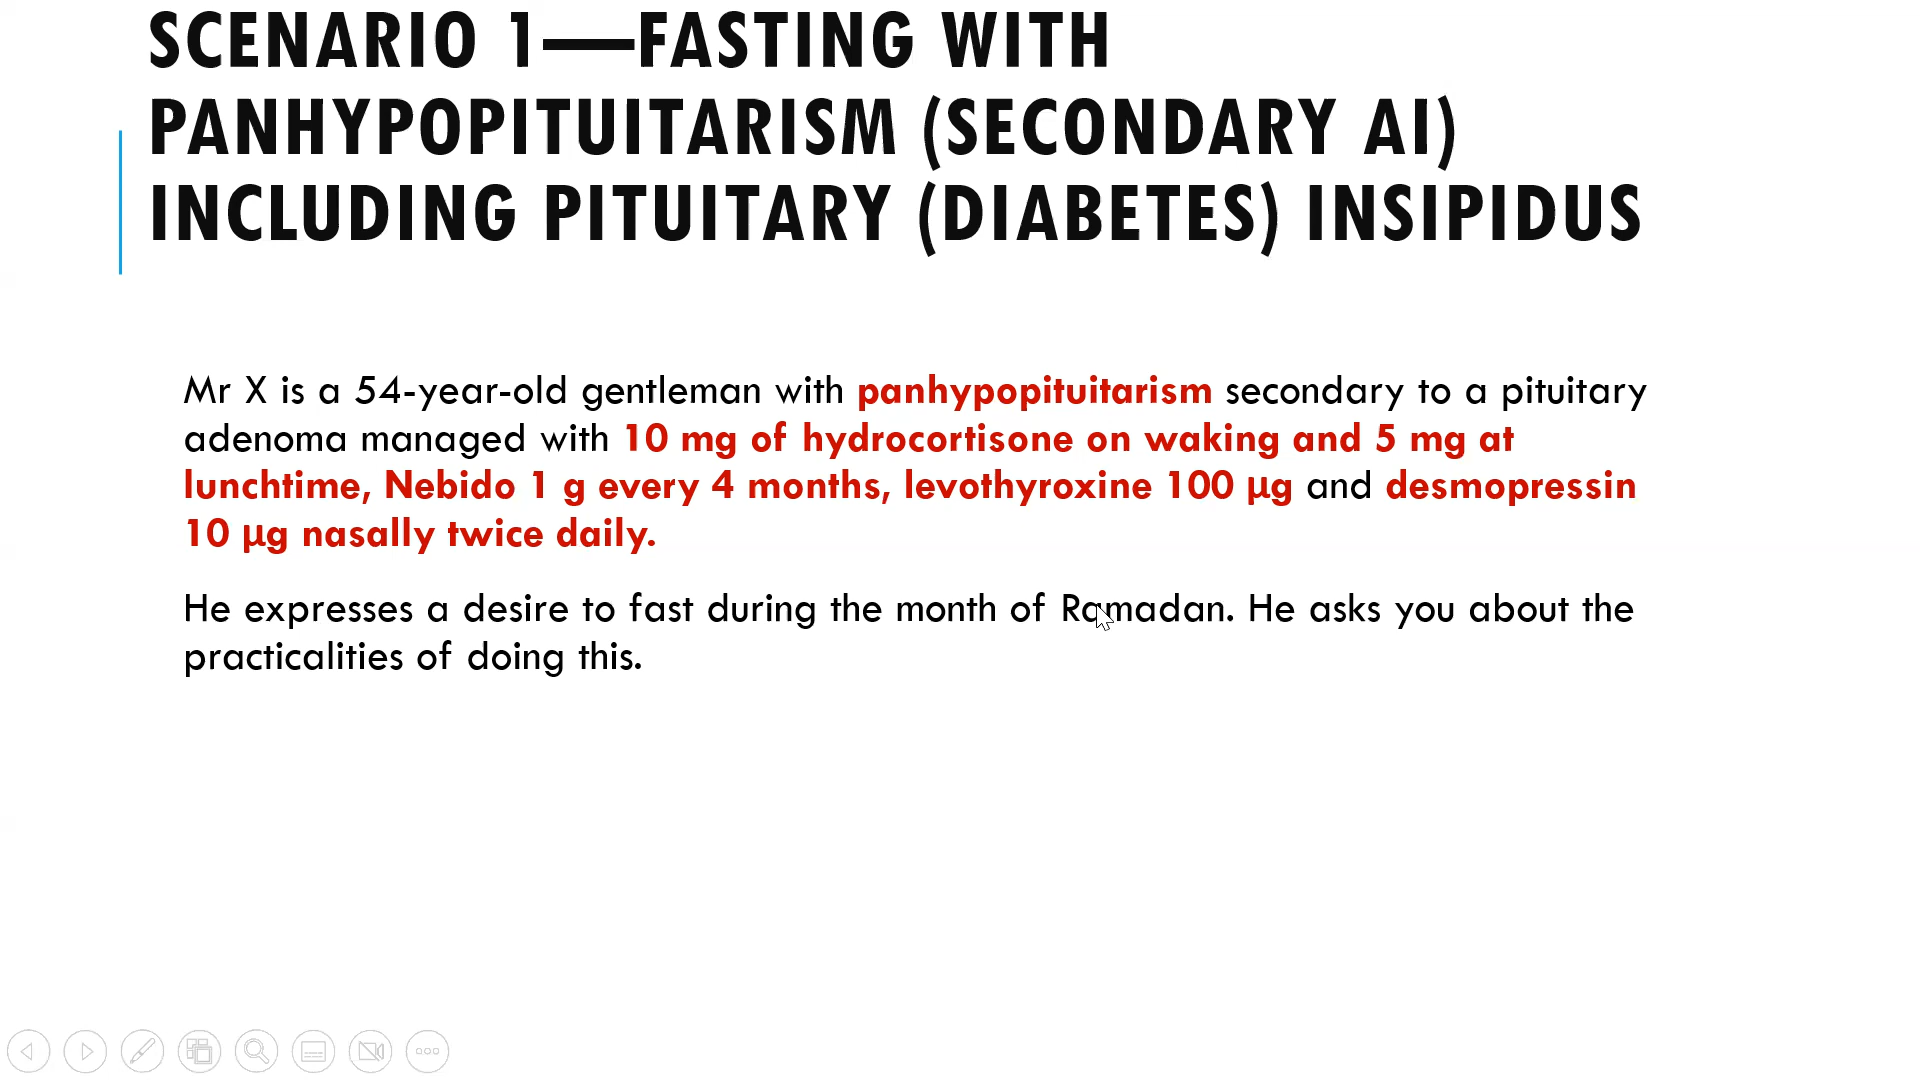 SCENARIO 1—FASTING WITH
PANHYPOPITUITARISM (SECONDARY AI)
INCLUDING PITUITARY (DIABETES) INSIPIDUS
Mr X is a 54-year-old gentleman with panhypopituitarism secondary to a pituitary
adenoma managed with 10 mg of hydrocortisone on waking and 5 mg at
lunchtime, Nebido 1 g every 4 months, levothyroxine 100 µg and desmopressin
10 µg nasally twice daily.
He expresses a desire to fast during the month of Ramadan. He asks you about the
practicalities of doing this.